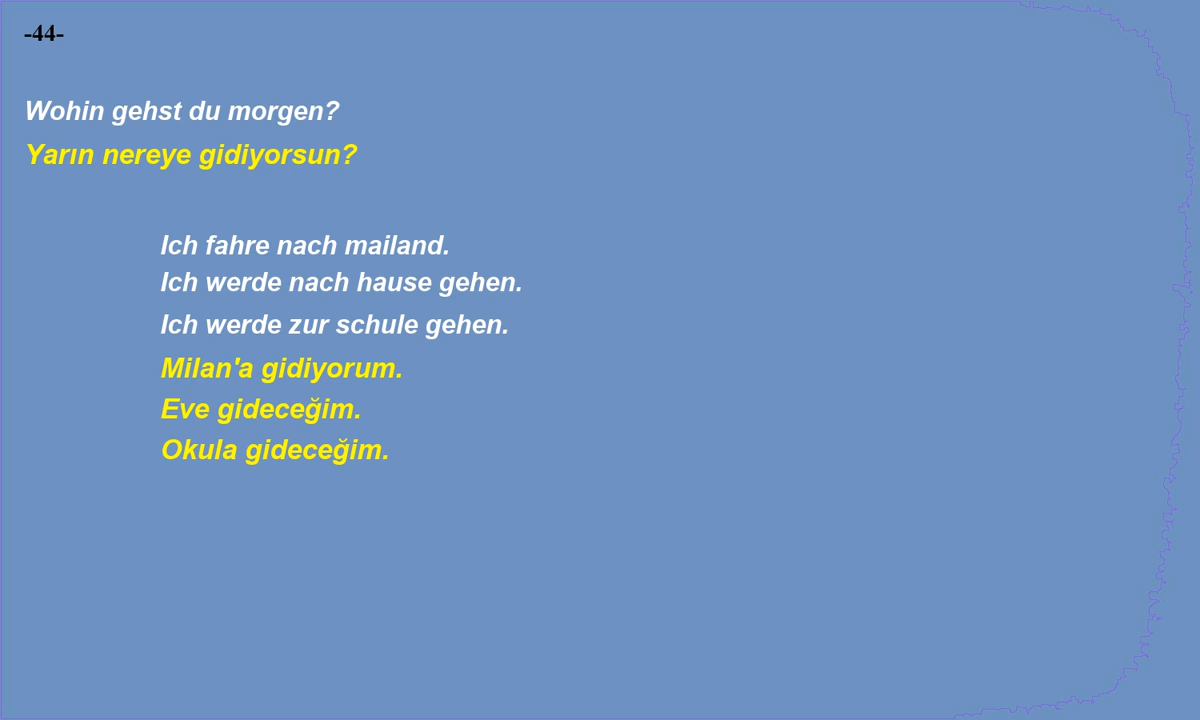 -44-
Wohin gehst du morgen?
Yarın nereye gidiyorsun?
Ich fahre nach mailand.
Ich werde nach hause gehen.
Ich werde zur schule gehen.
Milan'a gidiyorum.
Eve gideceğim.
Okula gideceğim.